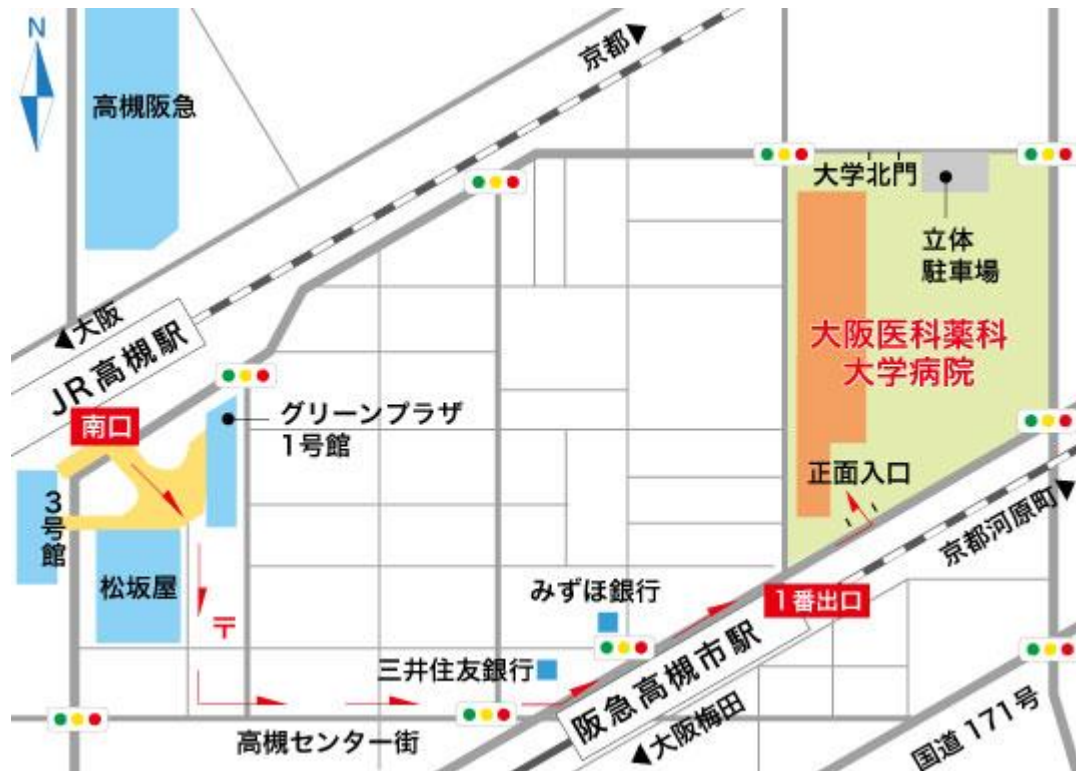 N
京都▶
高槻阪急
大学北門
立体
駐車場
◀大阪
JR高槻駅
大阪医科薬科
大学病院
南口
グリーンプラザ
1号館
正面入口
3号館
京都河原町▶
松坂屋
みずほ銀行
1番出口
〒
三井住友銀行
阪急高槻市駅
◀大阪梅田
高槻センター街
国道171号